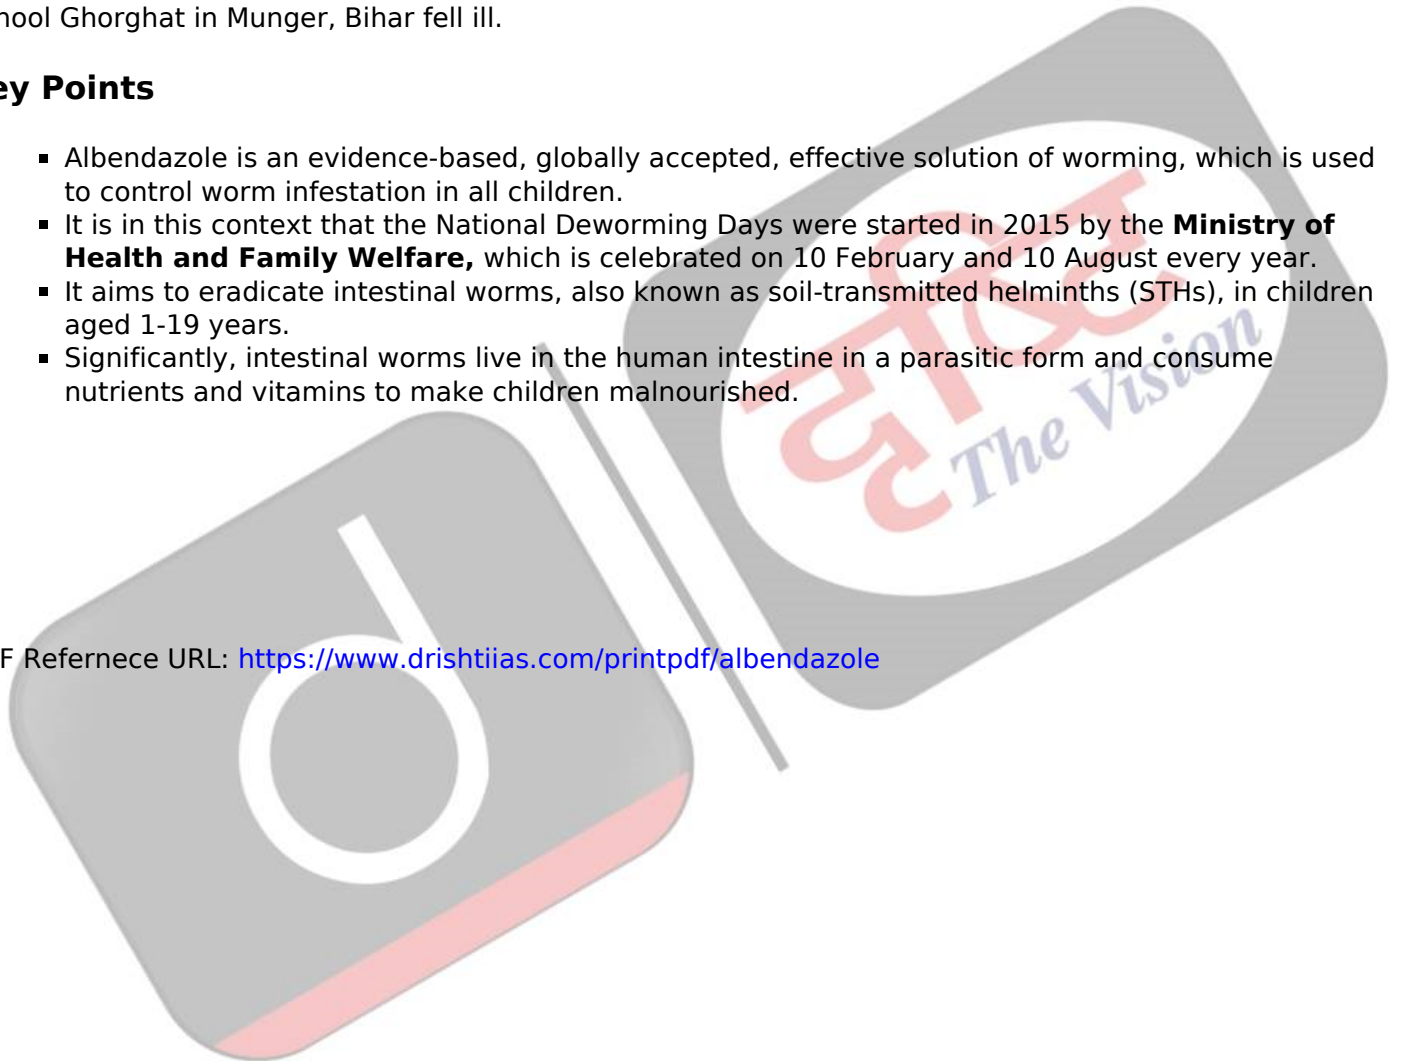 hool Ghorghat in Munger, Bihar fell ill.
ey Points
▪ Albendazole is an evidence-based, globally accepted, effective solution of worming, which is used
to control worm infestation in all children.
▪ It is in this context that the National Deworming Days were started in 2015 by the Ministry of
Health and Family Welfare, which is celebrated on 10 February and 10 August every year.
▪ It aims to eradicate intestinal worms, also known as soil-transmitted helminths (STHs), in children
aged 1-19 years.
▪ Significantly, intestinal worms live in the human intestine in a parasitic form and consume
nutrients and vitamins to make children malnourished.
दृष्टि
The Vision
d
F Refernece URL: https://www.drishtiias.com/printpdf/albendazole